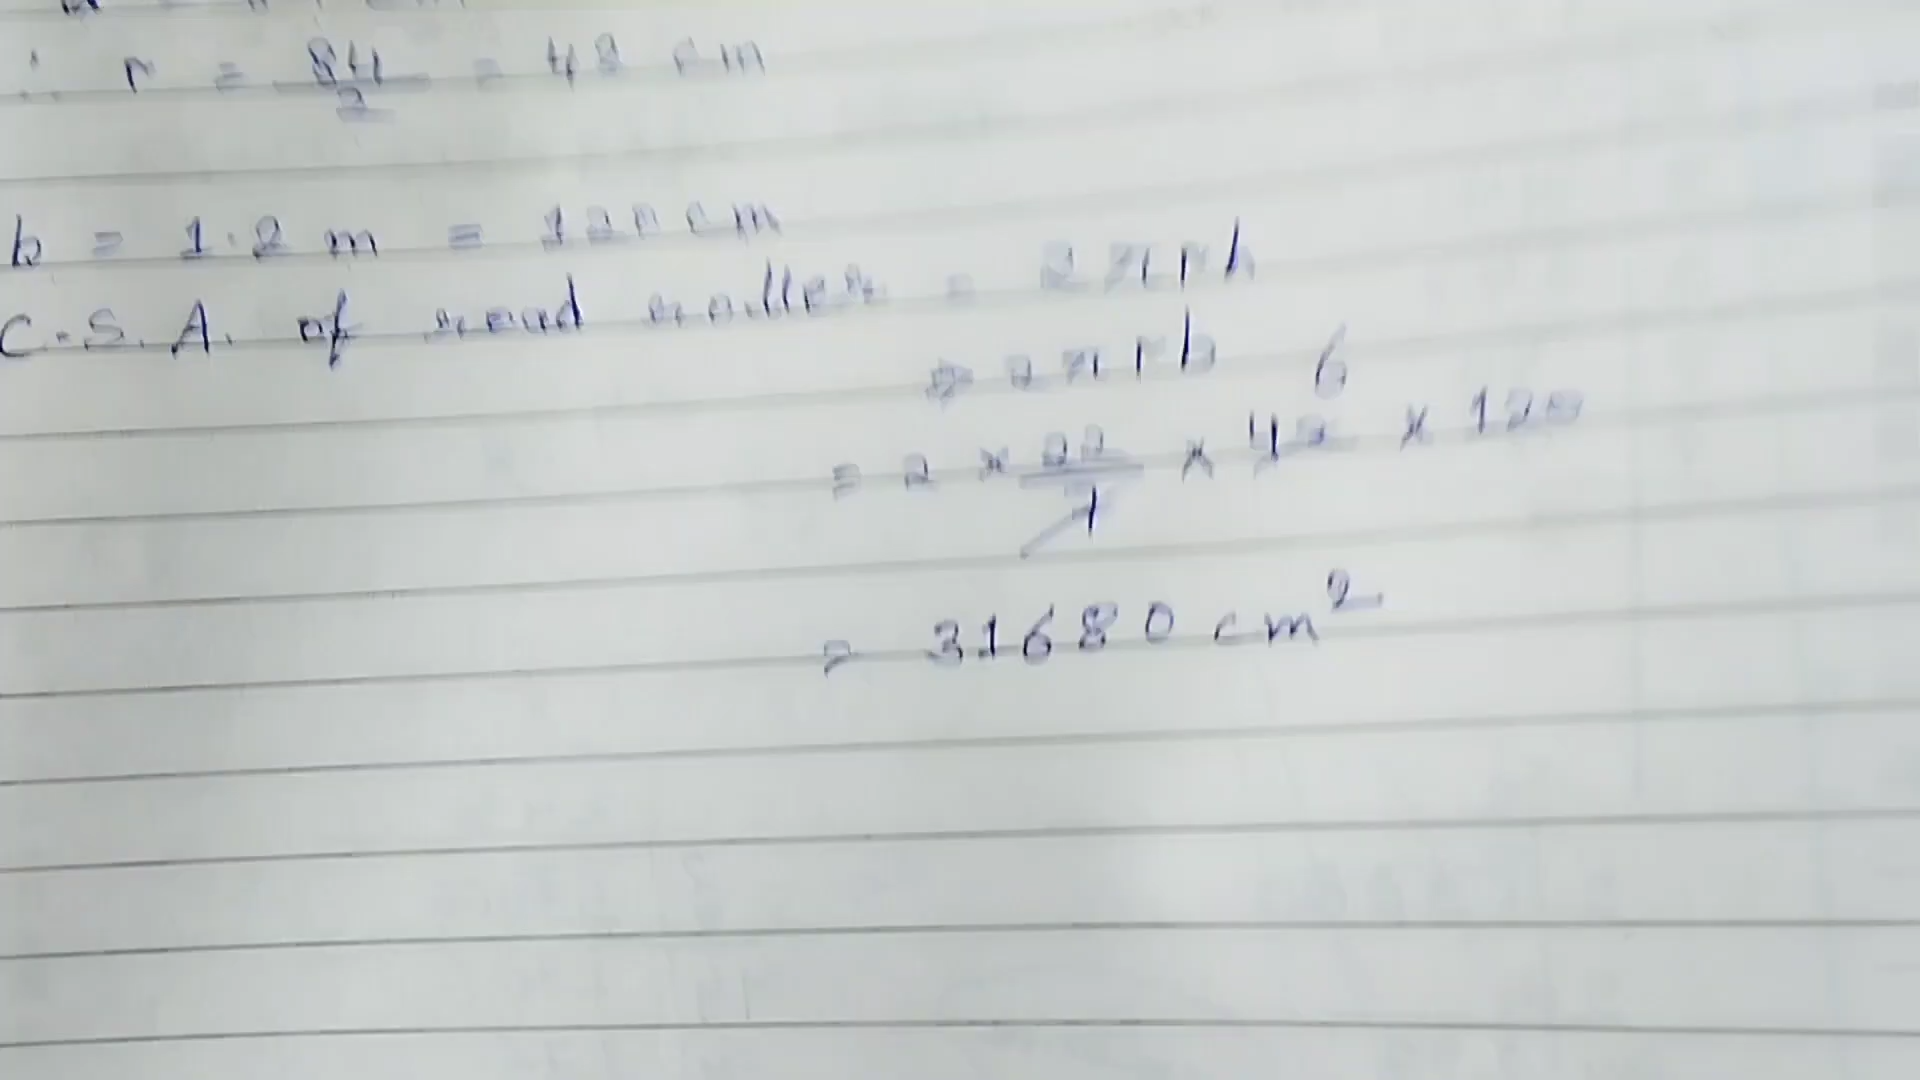 ∴ r = 84/2 = 42 cm
h = 1.2 m = 120 cm
C.S.A. of road roller = 2πrh
⇒ 2πrh
= 2 × 22/7 × 42 × 120
6
= 31680 cm²